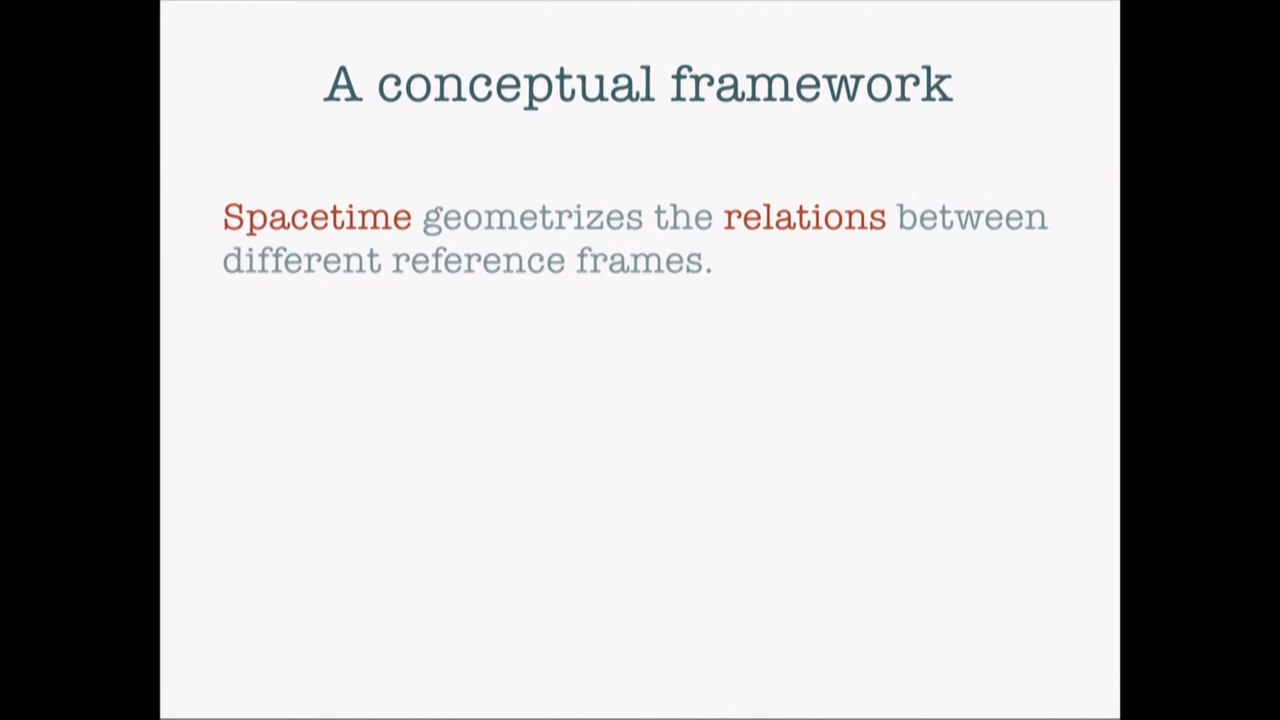 A conceptual framework
Spacetime geometrizes the relations between
different reference frames.